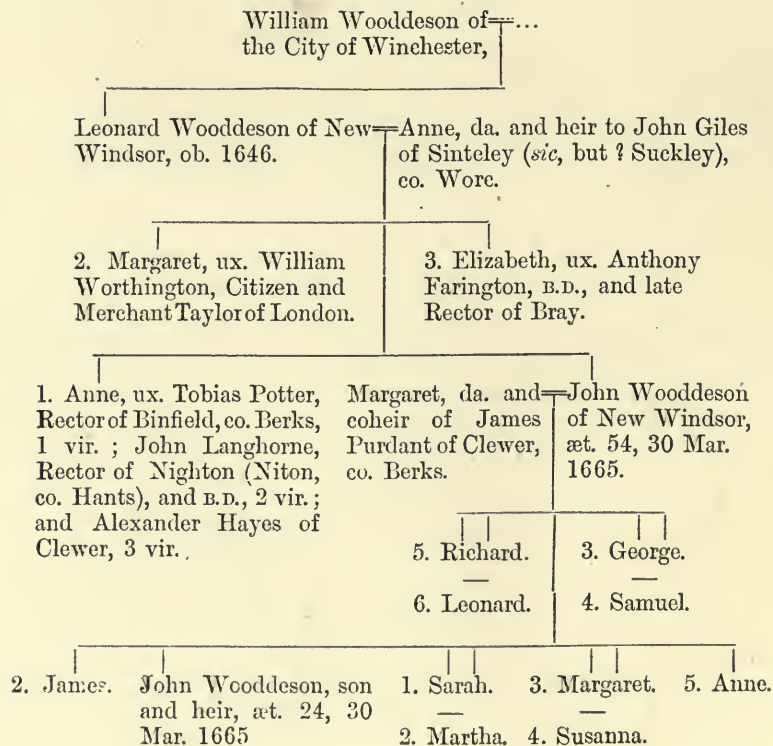 William Wooddeson of=...
the City of Winchester,
Leonard Wooddeson of New=Anne, da. and heir to John Giles
Windsor, ob. 1646.
of Sinteley (sic, but ? Suckley),
co. Worc.
2. Margaret, ux. William
Worthington, Citizen and
Merchant Taylor of London.
3. Elizabeth, ux. Anthony
Farington, B.D., and late
Rector of Bray.
1. Anne, ux. Tobias Potter,
Rector of Binfield, co. Berks,
1 vir. ; John Langhorne,
Rector of Nighton (Niton,
co. Hants), and B.D., 2 vir. ;
and Alexander Hayes of
Clewer, 3 vir.
Margaret, da. and=John Wooddeson
coheir of James
Purdant of Clewer,
co. Berks.
of New Windsor,
æt. 54, 30 Mar.
1665.
5. Richard.
—
6. Leonard.
3. George.
—
4. Samuel.
2. James.
John Wooddeson, son
and heir, æt. 24, 30
Mar. 1665
1. Sarah.
—
2. Martha.
3. Margaret.
—
4. Susanna.
5. Anne.